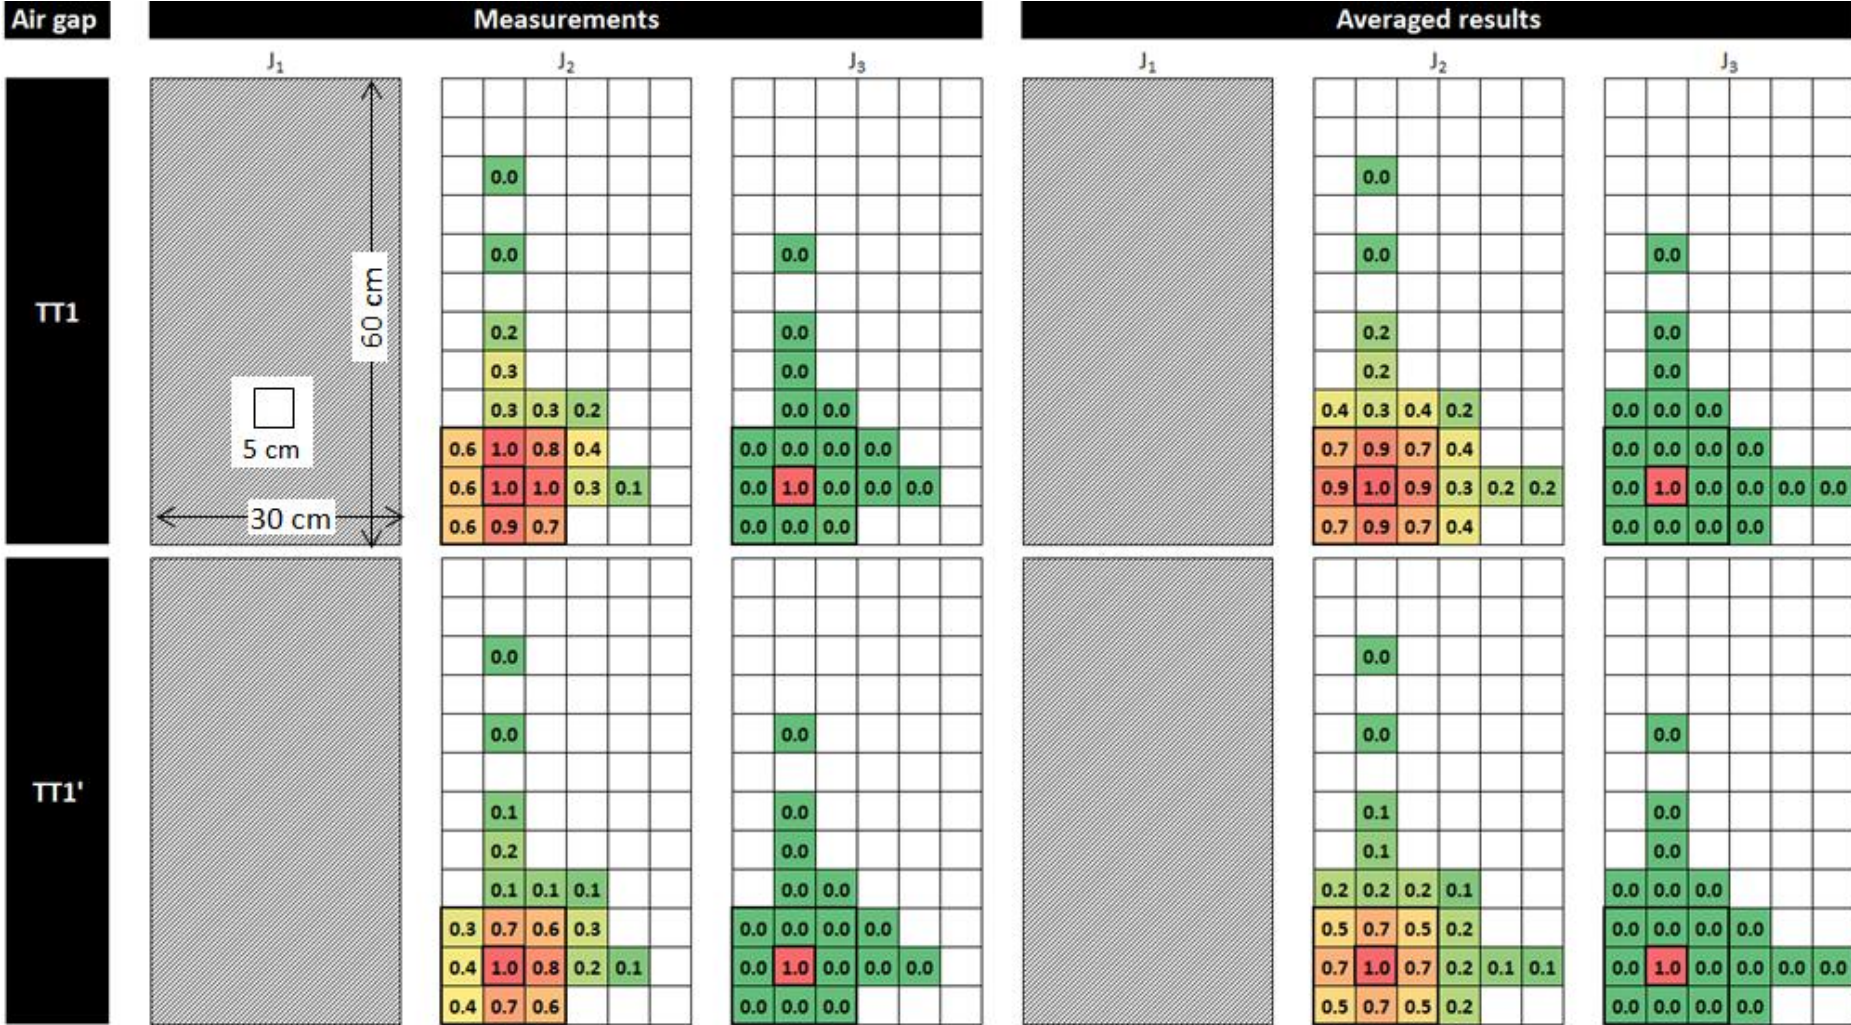 Air gap Measurements Averaged results
J₁ J₂ J₃ J₁ J₂ J₃
0.0 0.0
0.0 0.0 0.0 0.0
TT1
60 cm
0.2 0.0 0.2 0.0
0.3 0.0 0.2 0.0
0.3 0.3 0.2 0.0 0.0 0.4 0.3 0.4 0.2 0.0 0.0 0.0
5 cm
0.6 1.0 0.8 0.4 0.0 0.0 0.0 0.0 0.7 0.9 0.7 0.4 0.0 0.0 0.0 0.0
0.6 1.0 1.0 0.3 0.1 0.0 1.0 0.0 0.0 0.0 0.9 1.0 0.9 0.3 0.2 0.2 0.0 1.0 0.0 0.0 0.0 0.0
30 cm
0.6 0.9 0.7 0.0 0.0 0.0 0.7 0.9 0.7 0.4 0.0 0.0 0.0 0.0
0.0 0.0
0.0 0.0 0.0 0.0
TT1'
0.1 0.0 0.1 0.0
0.2 0.0 0.1 0.0
0.1 0.1 0.1 0.0 0.0 0.2 0.2 0.2 0.1 0.0 0.0 0.0
0.3 0.7 0.6 0.3 0.0 0.0 0.0 0.0 0.5 0.7 0.5 0.2 0.0 0.0 0.0 0.0
0.4 1.0 0.8 0.2 0.1 0.0 1.0 0.0 0.0 0.0 0.7 1.0 0.7 0.2 0.1 0.1 0.0 1.0 0.0 0.0 0.0 0.0
0.4 0.7 0.6 0.0 0.0 0.0 0.5 0.7 0.5 0.2 0.0 0.0 0.0 0.0